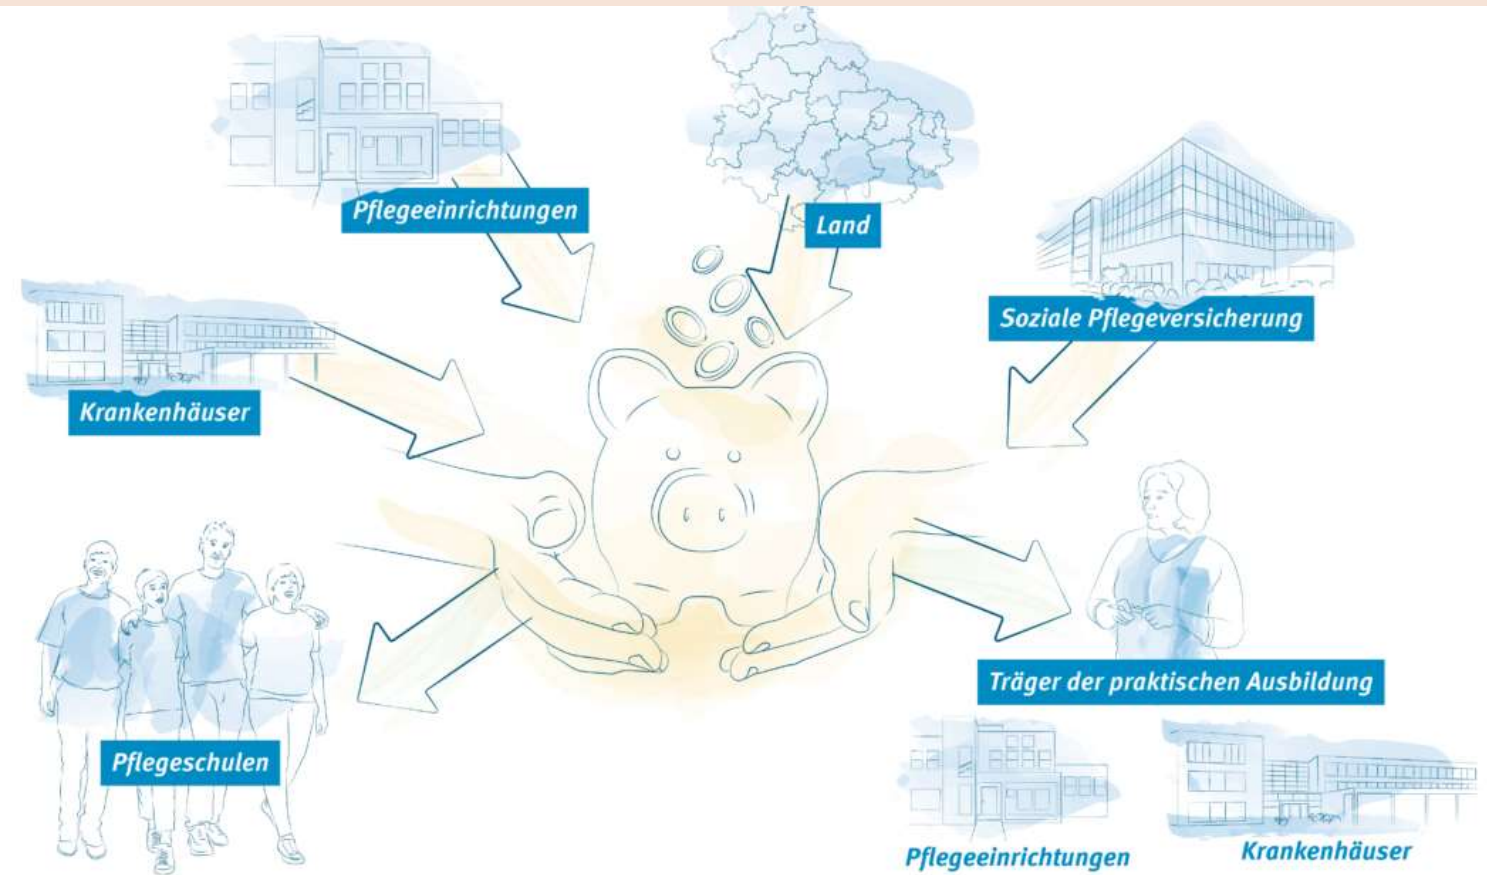 Pflegeeinrichtungen
Land
Soziale Pflegeversicherung
Krankenhäuser
Träger der praktischen Ausbildung
Pflegeschulen
Pflegeeinrichtungen
Krankenhäuser